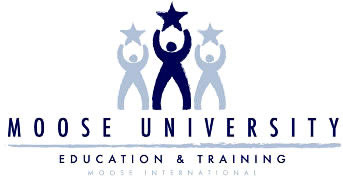 MOOSE UNIVERSITY
EDUCATION & TRAINING
MOOSE INTERNATIONAL